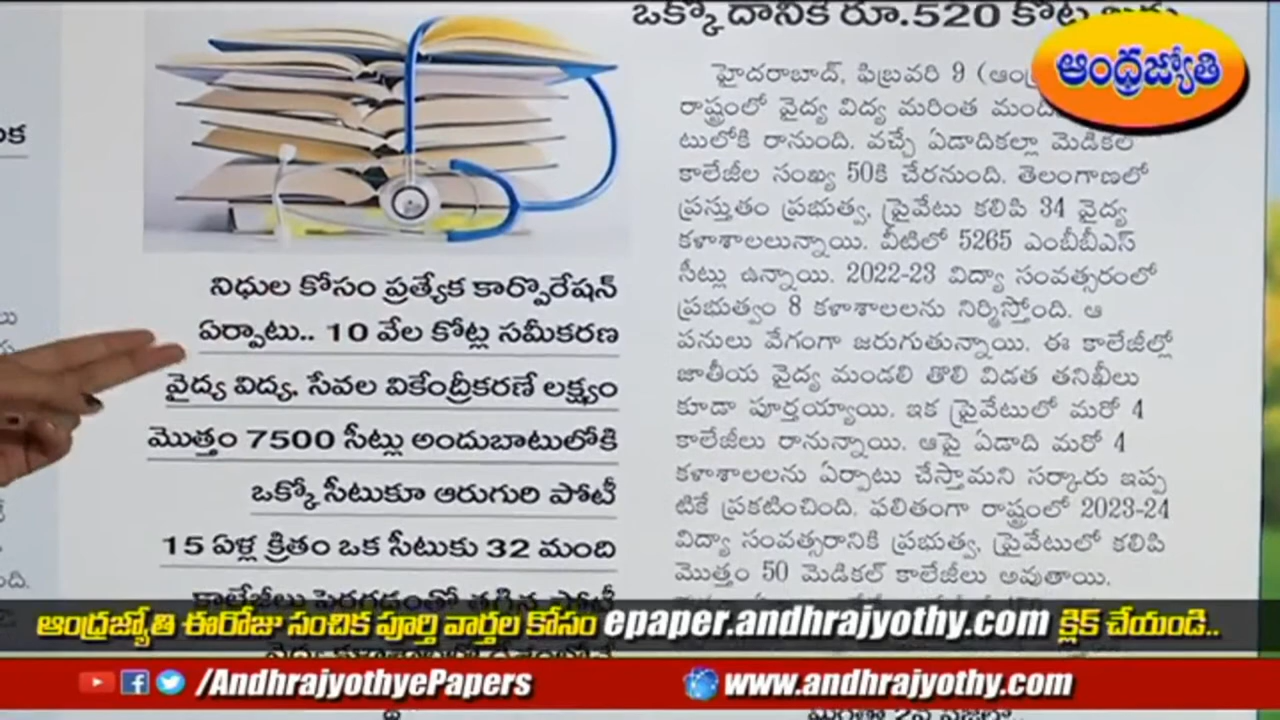 ఒక్కో దానికి రూ.520 కోట్ల
ఆంధ్రజ్యోతి
నిధుల కోసం ప్రత్యేక కార్పొరేషన్
ఏర్పాటు.. 10 వేల కోట్ల సమీకరణ
వైద్య విద్య, సేవల వికేంద్రీకరణే లక్ష్యం
మొత్తం 7500 సీట్లు అందుబాటులోకి
ఒక్కో సీటుకూ ఆరుగురి పోటీ
15 ఏళ్ల క్రితం ఒక సీటుకు 32 మంది
కాలేజీలు పెరగడంతో తగ్గిన పోటీ
హైదరాబాద్, ఫిబ్రవరి 9
రాష్ట్రంలో వైద్య విద్య మరింత
టులోకి రానుంది. వచ్చే ఏడాదికల్లా మెడికల్
కాలేజీల సంఖ్య 50కి చేరనుంది. తెలంగాణలో
ప్రస్తుతం ప్రభుత్వ, ప్రైవేటు కలిపి 34 వైద్య
కళాశాలలున్నాయి. వీటిలో 5265 ఎంబీబీఎస్
సీట్లు ఉన్నాయి. 2022-23 విద్యా సంవత్సరంలో
ప్రభుత్వం 8 కళాశాలలను నిర్మిస్తోంది. ఆ
పనులు వేగంగా జరుగుతున్నాయి. ఈ కాలేజీల్లో
జాతీయ వైద్య మండలి తొలి విడత తనిఖీలు
కూడా పూర్తయ్యాయి. ఇక ప్రైవేటులో మరో 4
కాలేజీలు రానున్నాయి. ఆపై ఏడాది మరో 4
కళాశాలలను ఏర్పాటు చేస్తామని సర్కారు ఇప్ప
టికే ప్రకటించింది. ఫలితంగా రాష్ట్రంలో 2023-24
విద్యా సంవత్సరానికి ప్రభుత్వ, ప్రైవేటులో కలిపి
మొత్తం 50 మెడికల్ కాలేజీలు అవుతాయి.
ఆంధ్రజ్యోతి ఈరోజు సంచిక పూర్తి వార్తల కోసం epaper.andhrajyothy.com క్లిక్ చేయండి..
/AndhrajyothyePapers
www.andhrajyothy.com